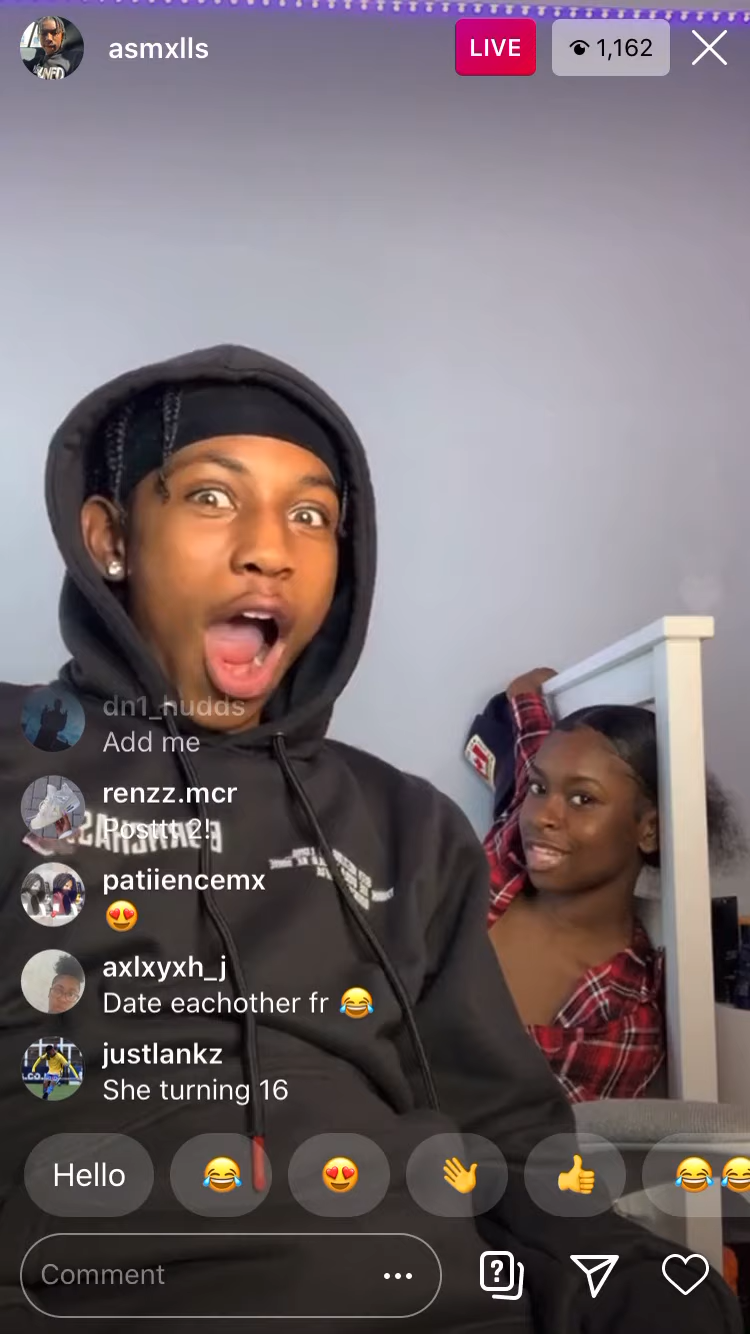 asmxlls
LIVE
1,162
dn1_hudds
Add me
renzz.mcr
Posttt 2!
patiiencemx
😍
axlxyxh_j
Date eachother fr 😂
justlankz
She turning 16
Hello
😂
😍
👋
👍
😂😂
Comment